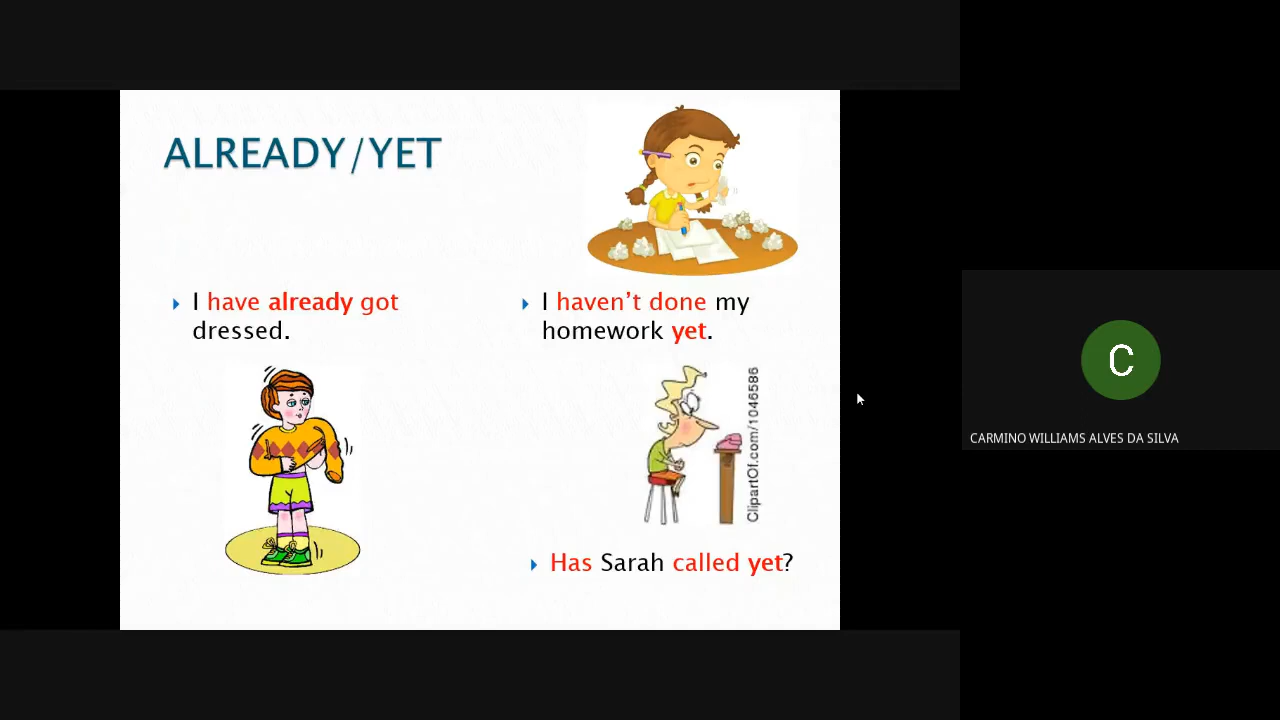 ALREADY/YET
I have already got
dressed.
I haven't done my
homework yet.
ClipartOf.com/1046586
Has Sarah called yet?
C
CARMINO WILLIAMS ALVES DA SILVA